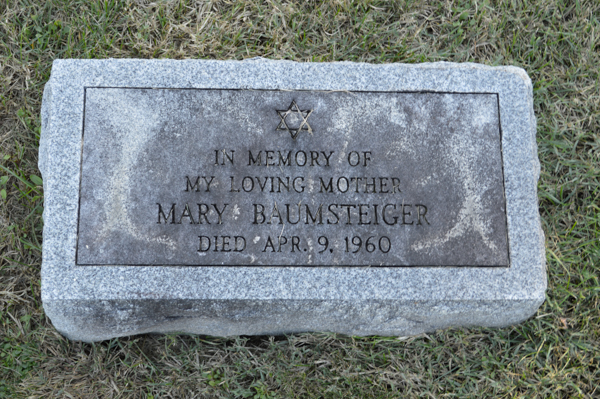 IN MEMORY OF
MY LOVING MOTHER
MARY BAUMSTEIGER
DIED APR. 9, 1960